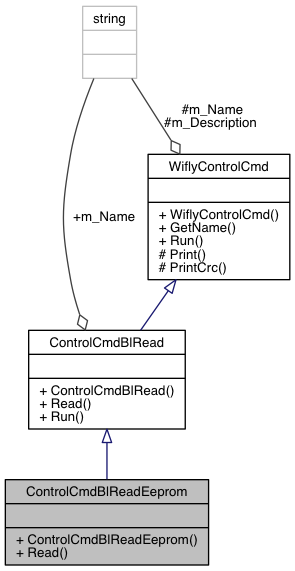 string
#m_Name
#m_Description
WiflyControlCmd
+ WiflyControlCmd()
+ GetName()
+ Run()
# Print()
# PrintCrc()
+m_Name
ControlCmdBlRead
+ ControlCmdBlRead()
+ Read()
+ Run()
ControlCmdBlReadEeprom
+ ControlCmdBlReadEeprom()
+ Read()